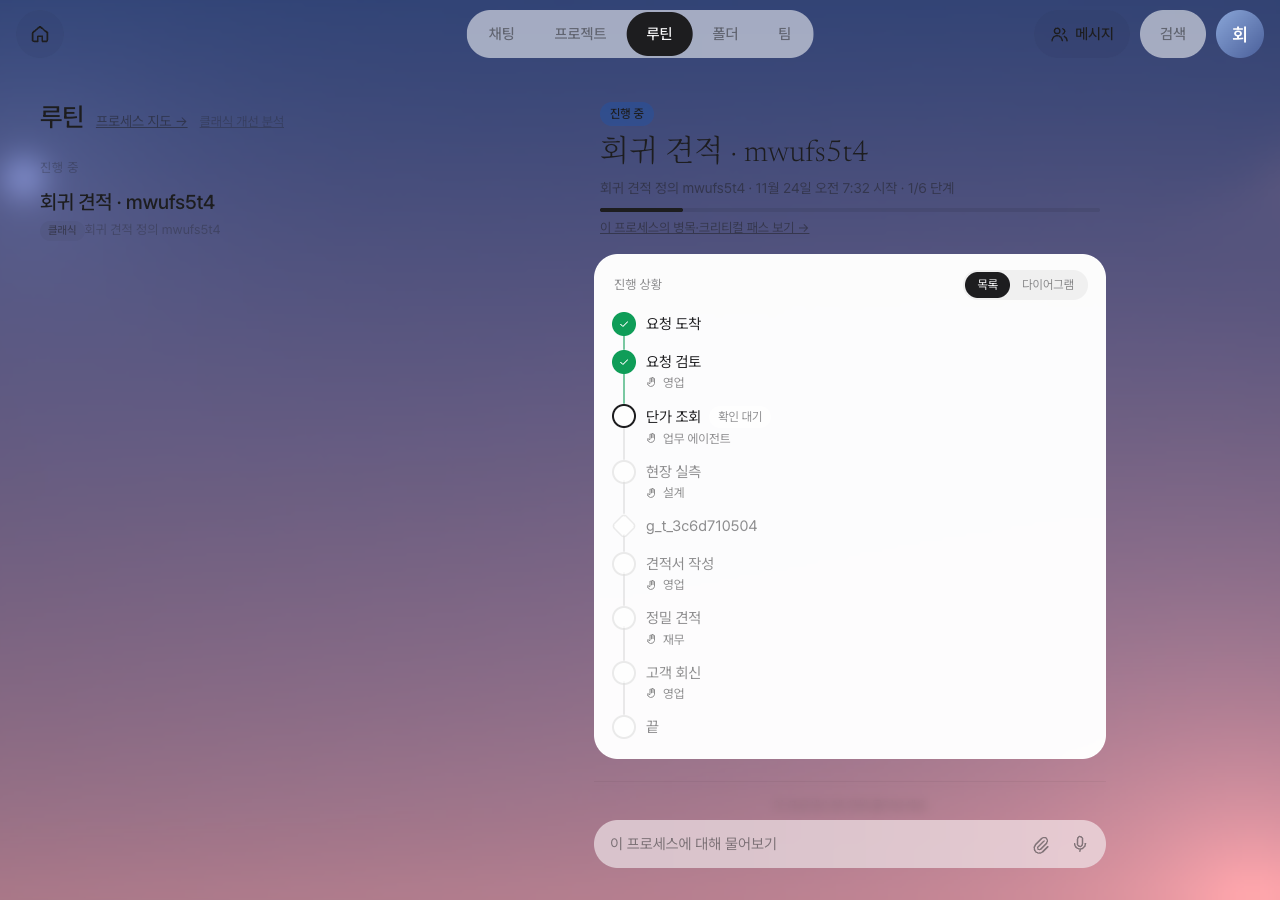 채팅 프로젝트 루틴 폴더 팀 메시지 검색 회
루틴 프로세스 지도 → 클래식 개선 분석
진행 중
회귀 견적 · mwufs5t4
클래식 회귀 견적 정의 mwufs5t4
진행 중
회귀 견적 · mwufs5t4
회귀 견적 정의 mwufs5t4 · 11월 24일 오전 7:32 시작 · 1/6 단계
이 프로세스의 병목·크리티컬 패스 보기 →
진행 상황 목록 다이어그램
요청 도착
요청 검토
영업
단가 조회 확인 대기
업무 에이전트
현장 실측
설계
g_t_3c6d710504
견적서 작성
영업
정밀 견적
재무
고객 회신
영업
끝
이 프로세스에 대해 물어보기